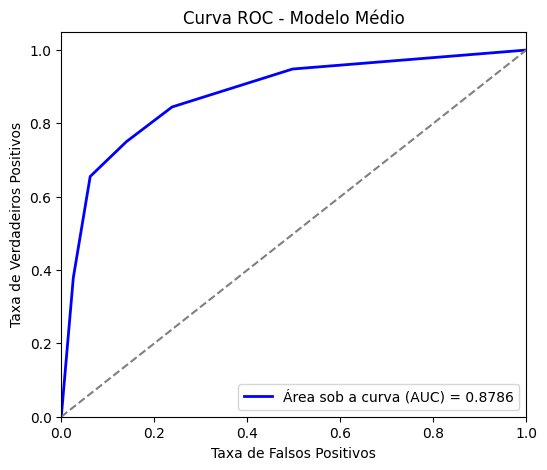 Curva ROC - Modelo Médio
Taxa de Verdadeiros Positivos
1.0
0.8
0.6
0.4
0.2
0.0
Área sob a curva (AUC) = 0.8786
0.0 0.2 0.4 0.6 0.8 1.0
Taxa de Falsos Positivos